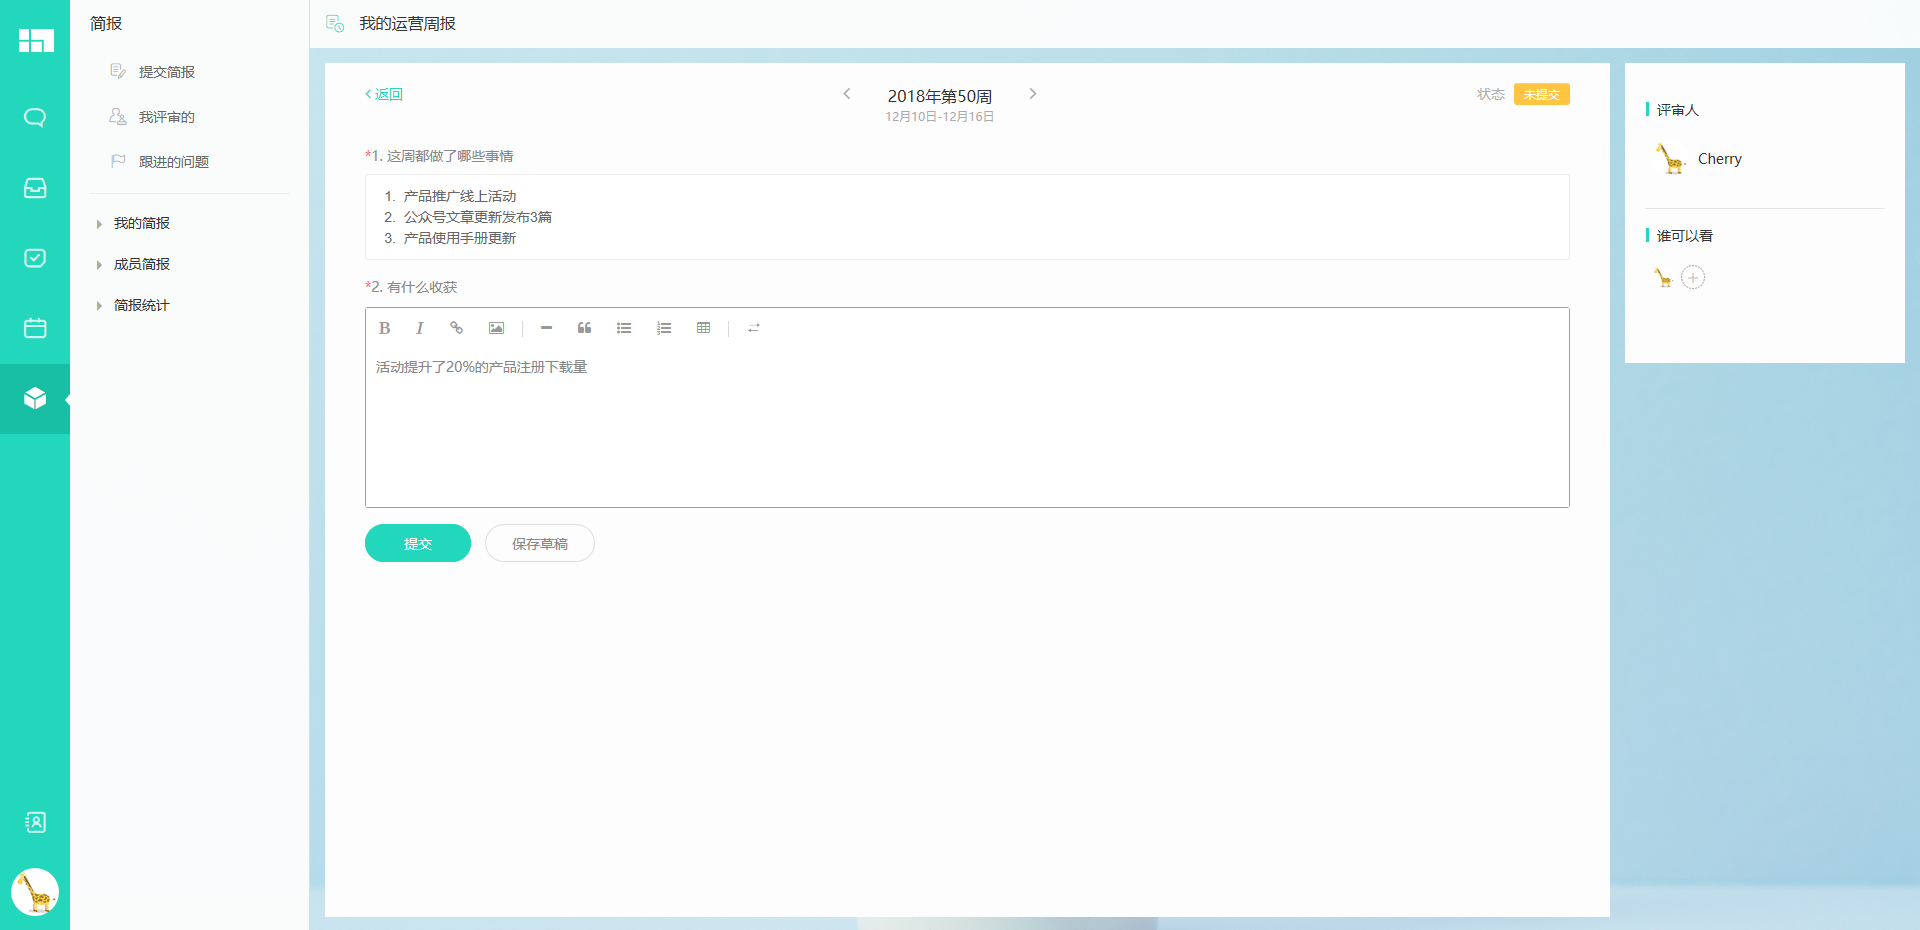 简报
提交简报
我评审的
跟进的问题
我的简报
成员简报
简报统计
我的运营周报
返回
2018年第50周
12月10日-12月16日
状态 未提交
*1. 这周都做了哪些事情
1. 产品推广线上活动
2. 公众号文章更新发布3篇
3. 产品使用手册更新
*2. 有什么收获
B I
活动提升了20%的产品注册下载量
提交 保存草稿
评审人
Cherry
谁可以看